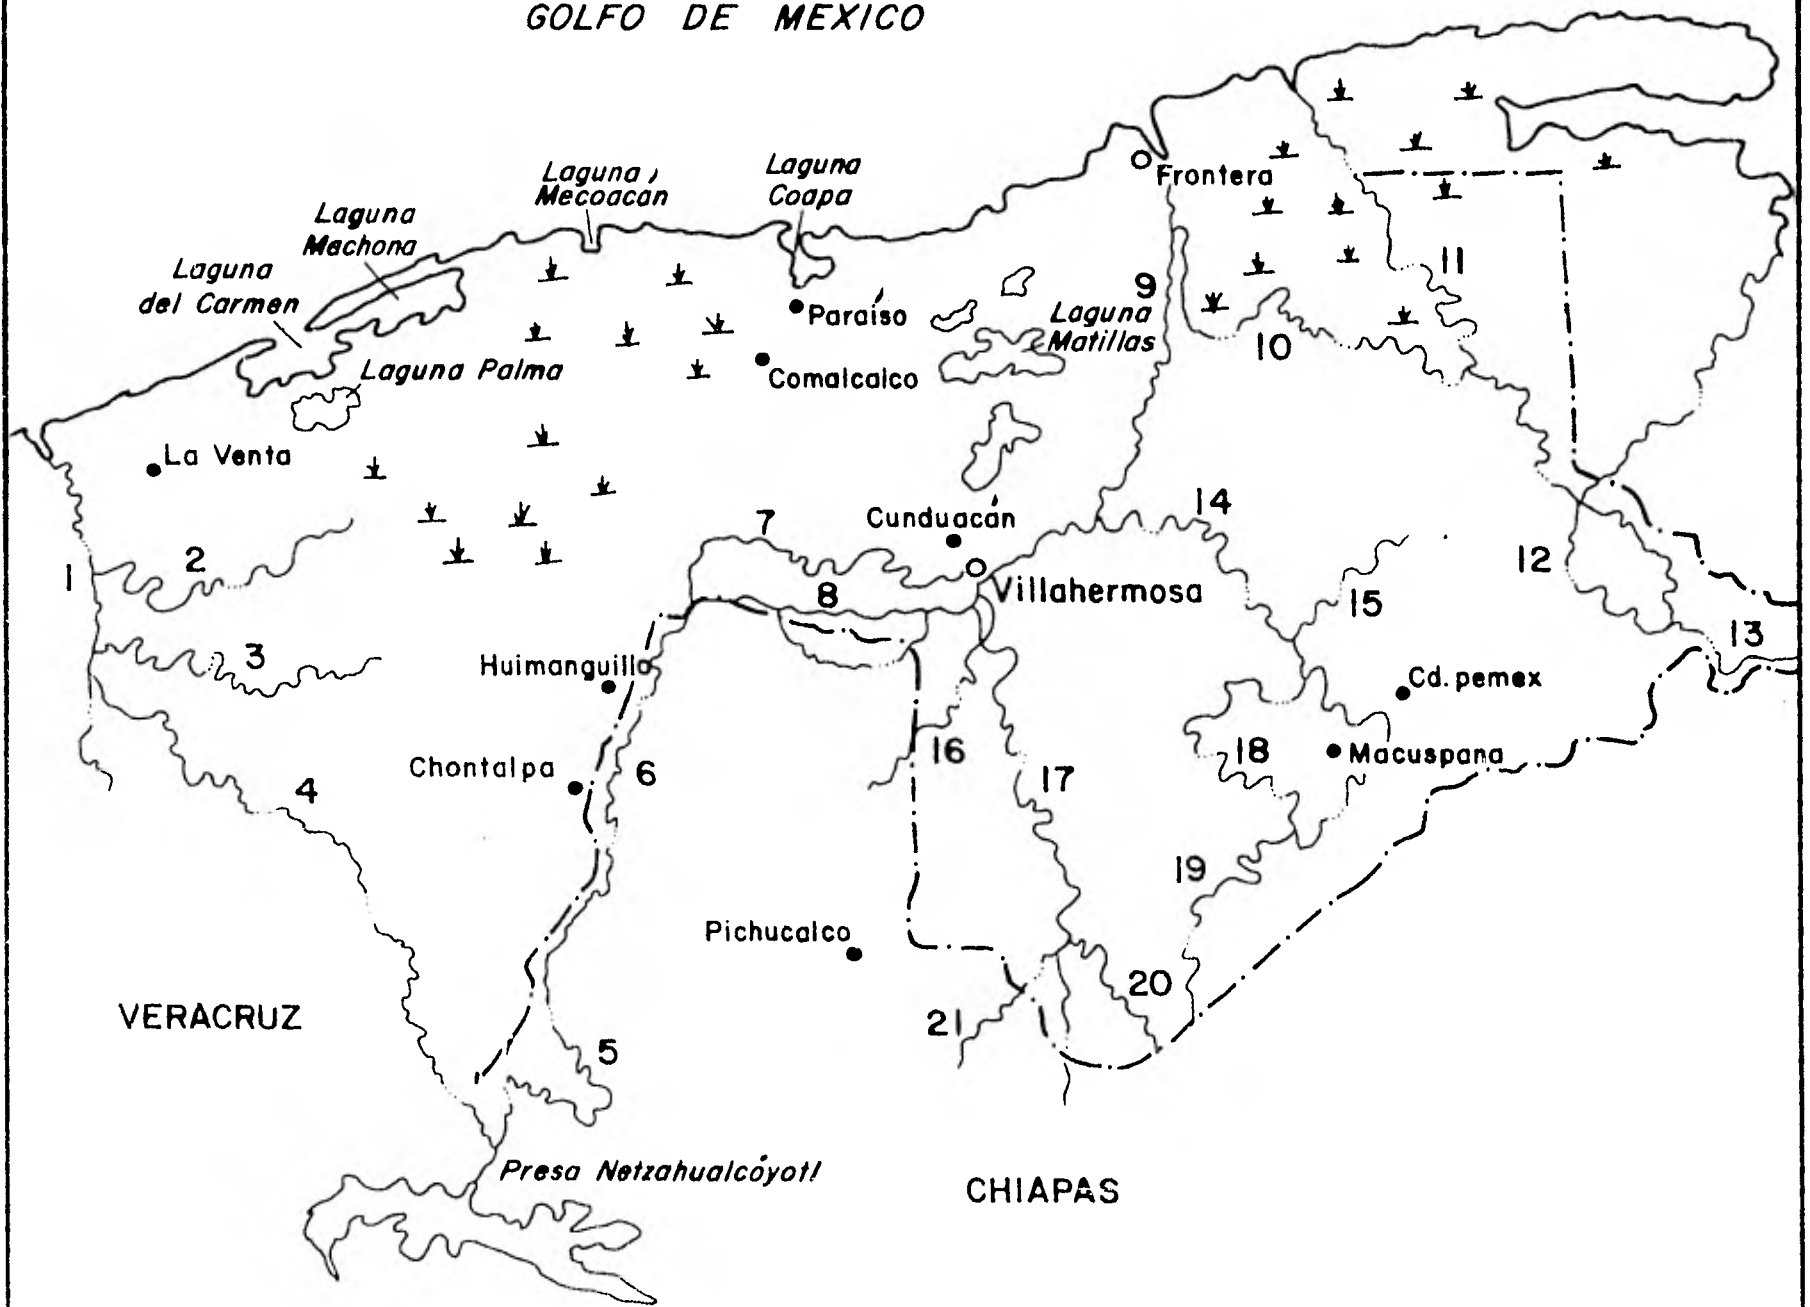 GOLFO DE MEXICO
Laguna
Mecoacán
Laguna
Coapa
Frontera
Laguna
Machona
Laguna
del Carmen
11
9
Paraíso
Laguna
Matillas
10
Laguna Palma
Comalcalco
La Venta
14
Cunduacán
7
2
1
12
8
Villahermosa
15
13
3
Huimanguillo
Cd. pemex
16
18
Macuspana
Chontalpa
6
17
4
19
Pichucalco
20
VERACRUZ
21
5
Presa Netzahualcóyotl
CHIAPAS